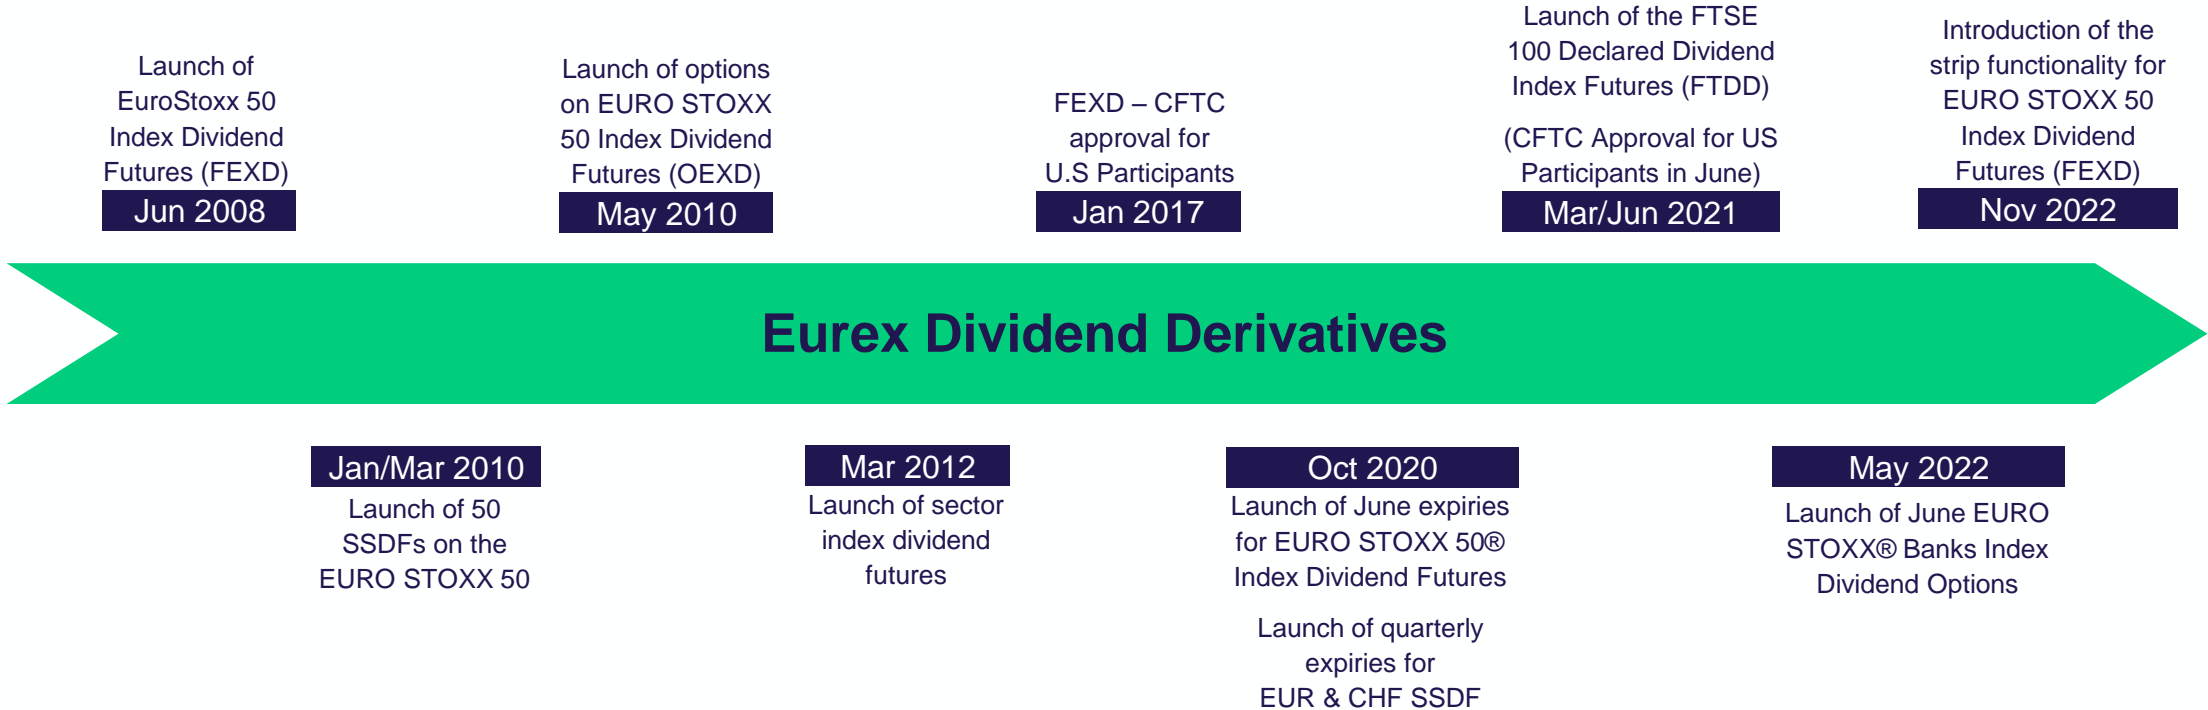 Launch of
EuroStoxx 50
Index Dividend
Futures (FEXD)
Jun 2008
Launch of options
on EURO STOXX
50 Index Dividend
Futures (OEXD)
May 2010
FEXD – CFTC
approval for
U.S Participants
Jan 2017
Launch of the FTSE
100 Declared Dividend
Index Futures (FTDD)
(CFTC Approval for US
Participants in June)
Mar/Jun 2021
Introduction of the
strip functionality for
EURO STOXX 50
Index Dividend
Futures (FEXD)
Nov 2022
Eurex Dividend Derivatives
Jan/Mar 2010
Launch of 50
SSDFs on the
EURO STOXX 50
Mar 2012
Launch of sector
index dividend
futures
Oct 2020
Launch of June expiries
for EURO STOXX 50®
Index Dividend Futures
Launch of quarterly
expiries for
EUR & CHF SSDF
May 2022
Launch of June EURO
STOXX® Banks Index
Dividend Options